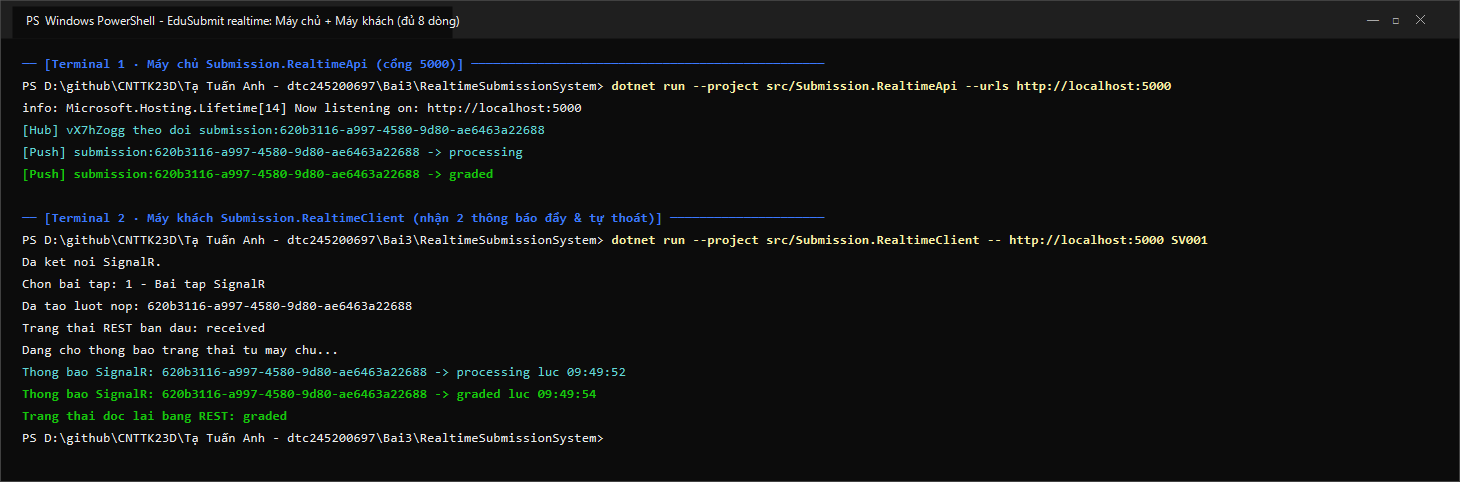 PS Windows PowerShell - EduSubmit realtime: Máy chủ + Máy khách (đủ 8 dòng)
── [Terminal 1 - Máy chủ Submission.RealtimeApi (cổng 5000)] ────────────────────────────────────────────────
PS D:\github\CNTTK23D\Tạ Tuấn Anh - dtc245200697\Bai3\RealtimeSubmissionSystem> dotnet run --project src/Submission.RealtimeApi --urls http://localhost:5000
info: Microsoft.Hosting.Lifetime[14] Now listening on: http://localhost:5000
[Hub] vX7hZogg theo doi submission:620b3116-a997-4580-9d80-ae6463a22688
[Push] submission:620b3116-a997-4580-9d80-ae6463a22688 -> processing
[Push] submission:620b3116-a997-4580-9d80-ae6463a22688 -> graded
── [Terminal 2 - Máy khách Submission.RealtimeClient (nhận 2 thông báo đẩy & tự thoát)] ─────────────────────
PS D:\github\CNTTK23D\Tạ Tuấn Anh - dtc245200697\Bai3\RealtimeSubmissionSystem> dotnet run --project src/Submission.RealtimeClient -- http://localhost:5000 SV001
Da ket noi SignalR.
Chon bai tap: 1 - Bai tap SignalR
Da tao luot nop: 620b3116-a997-4580-9d80-ae6463a22688
Trang thai REST ban dau: received
Dang cho thong bao trang thai tu may chu...
Thong bao SignalR: 620b3116-a997-4580-9d80-ae6463a22688 -> processing luc 09:49:52
Thong bao SignalR: 620b3116-a997-4580-9d80-ae6463a22688 -> graded luc 09:49:54
Trang thai doc lai bang REST: graded
PS D:\github\CNTTK23D\Tạ Tuấn Anh - dtc245200697\Bai3\RealtimeSubmissionSystem>